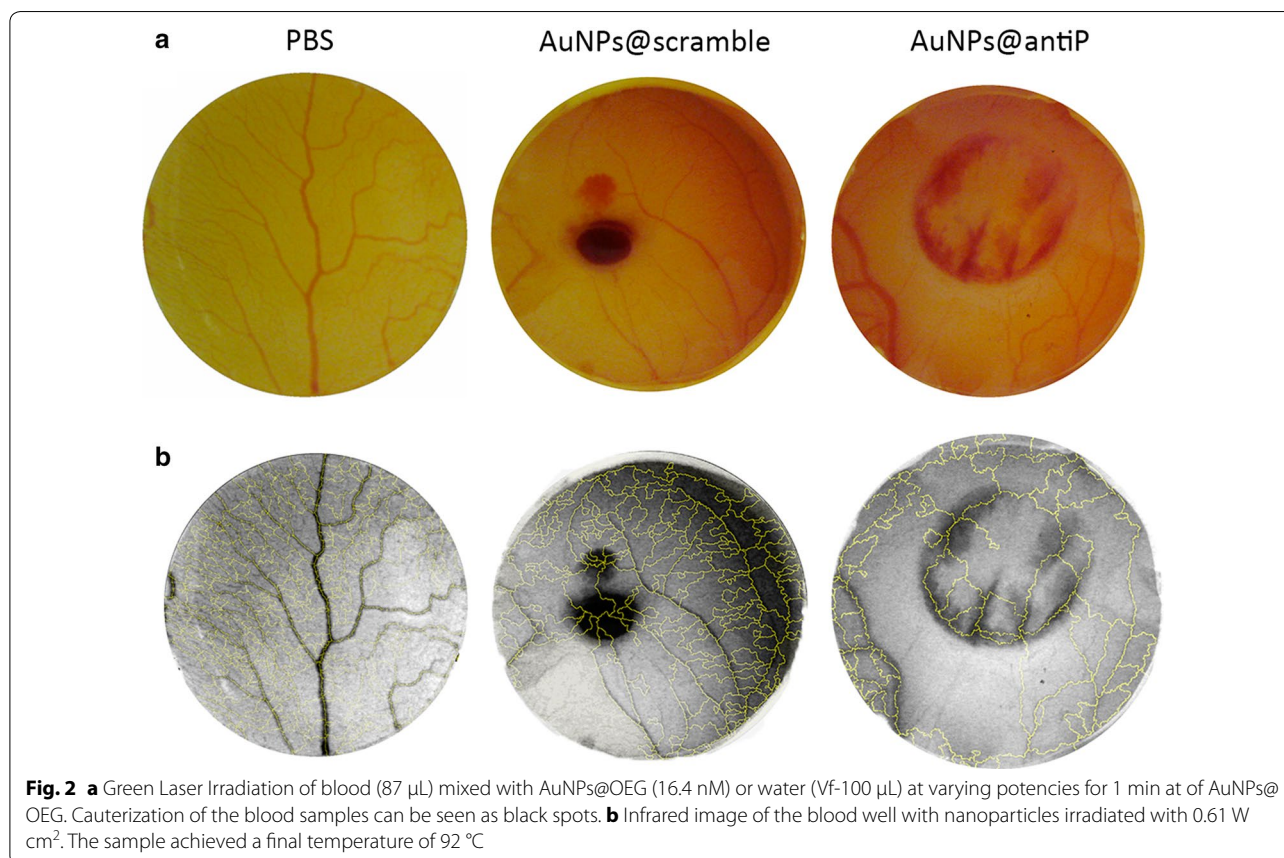 a
PBS
AuNPs@scramble
AuNPs@antiP
b
Fig. 2 a Green Laser Irradiation of blood (87 µL) mixed with AuNPs@OEG (16.4 nM) or water (Vf-100 µL) at varying potencies for 1 min at of AuNPs@
OEG. Cauterization of the blood samples can be seen as black spots. b Infrared image of the blood well with nanoparticles irradiated with 0.61 W
cm². The sample achieved a final temperature of 92 °C